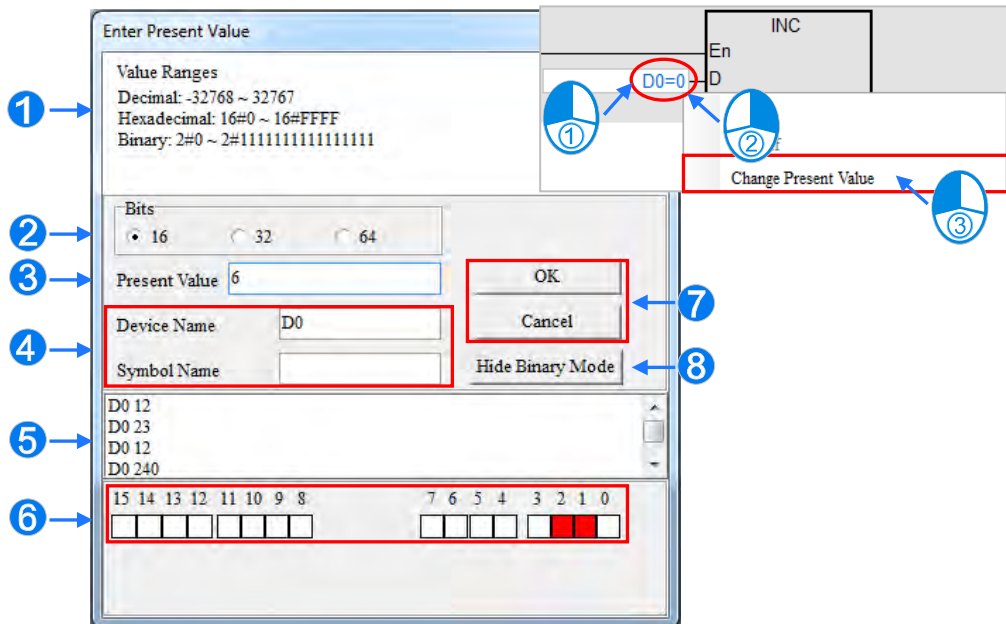 Enter Present Value
Value Ranges
Decimal: -32768 ~ 32767
Hexadecimal: 16#0 ~ 16#FFFF
Binary: 2#0 ~ 2#1111111111111111
1
INC
En
D0=0
D
①
②
f
Change Present Value
③
Bits
16 32 64
2
Present Value 6
3
OK
Cancel
7
Device Name D0
Symbol Name
4
Hide Binary Mode
8
D0 12
D0 23
D0 12
D0 240
5
15 14 13 12 11 10 9 8 7 6 5 4 3 2 1 0
6